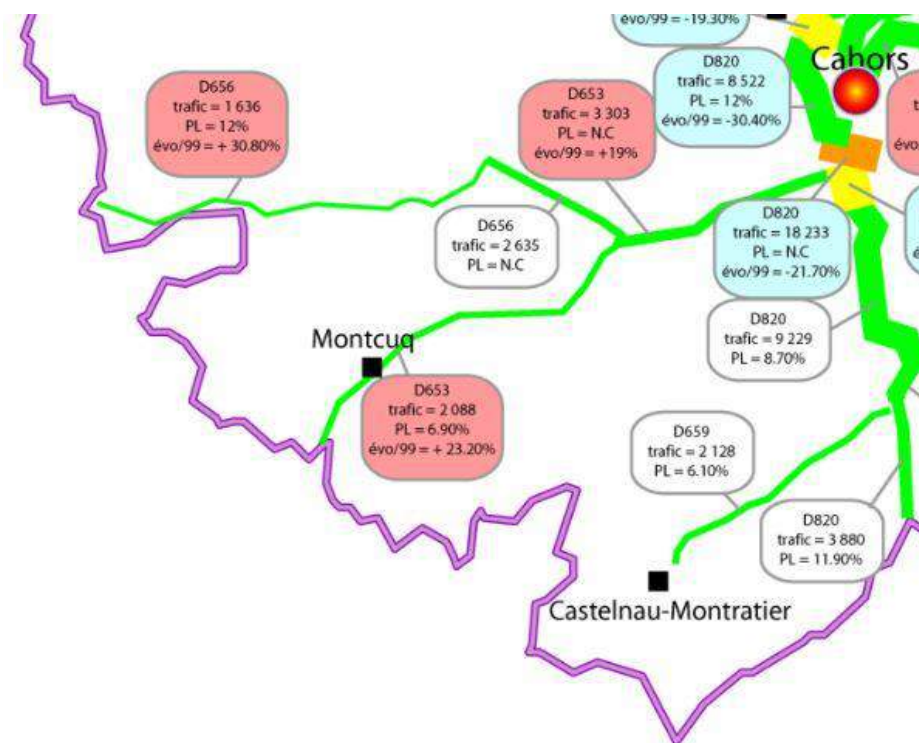 évo/99 = -19.30%
Cahors
D820
trafic = 8 522
PL = 12%
évo/99 = -30.40%
D656
trafic = 1 636
PL = 12%
évo/99 = + 30.80%
D653
trafic = 3 303
PL = N.C
évo/99 = +19%
D656
trafic = 2 635
PL = N.C
D820
trafic = 18 233
PL = N.C
évo/99 = -21.70%
D820
trafic = 9 229
PL = 8.70%
Montcuq
D653
trafic = 2 088
PL = 6.90%
évo/99 = + 23.20%
D659
trafic = 2 128
PL = 6.10%
D820
trafic = 3 880
PL = 11.90%
Castelnau-Montratier